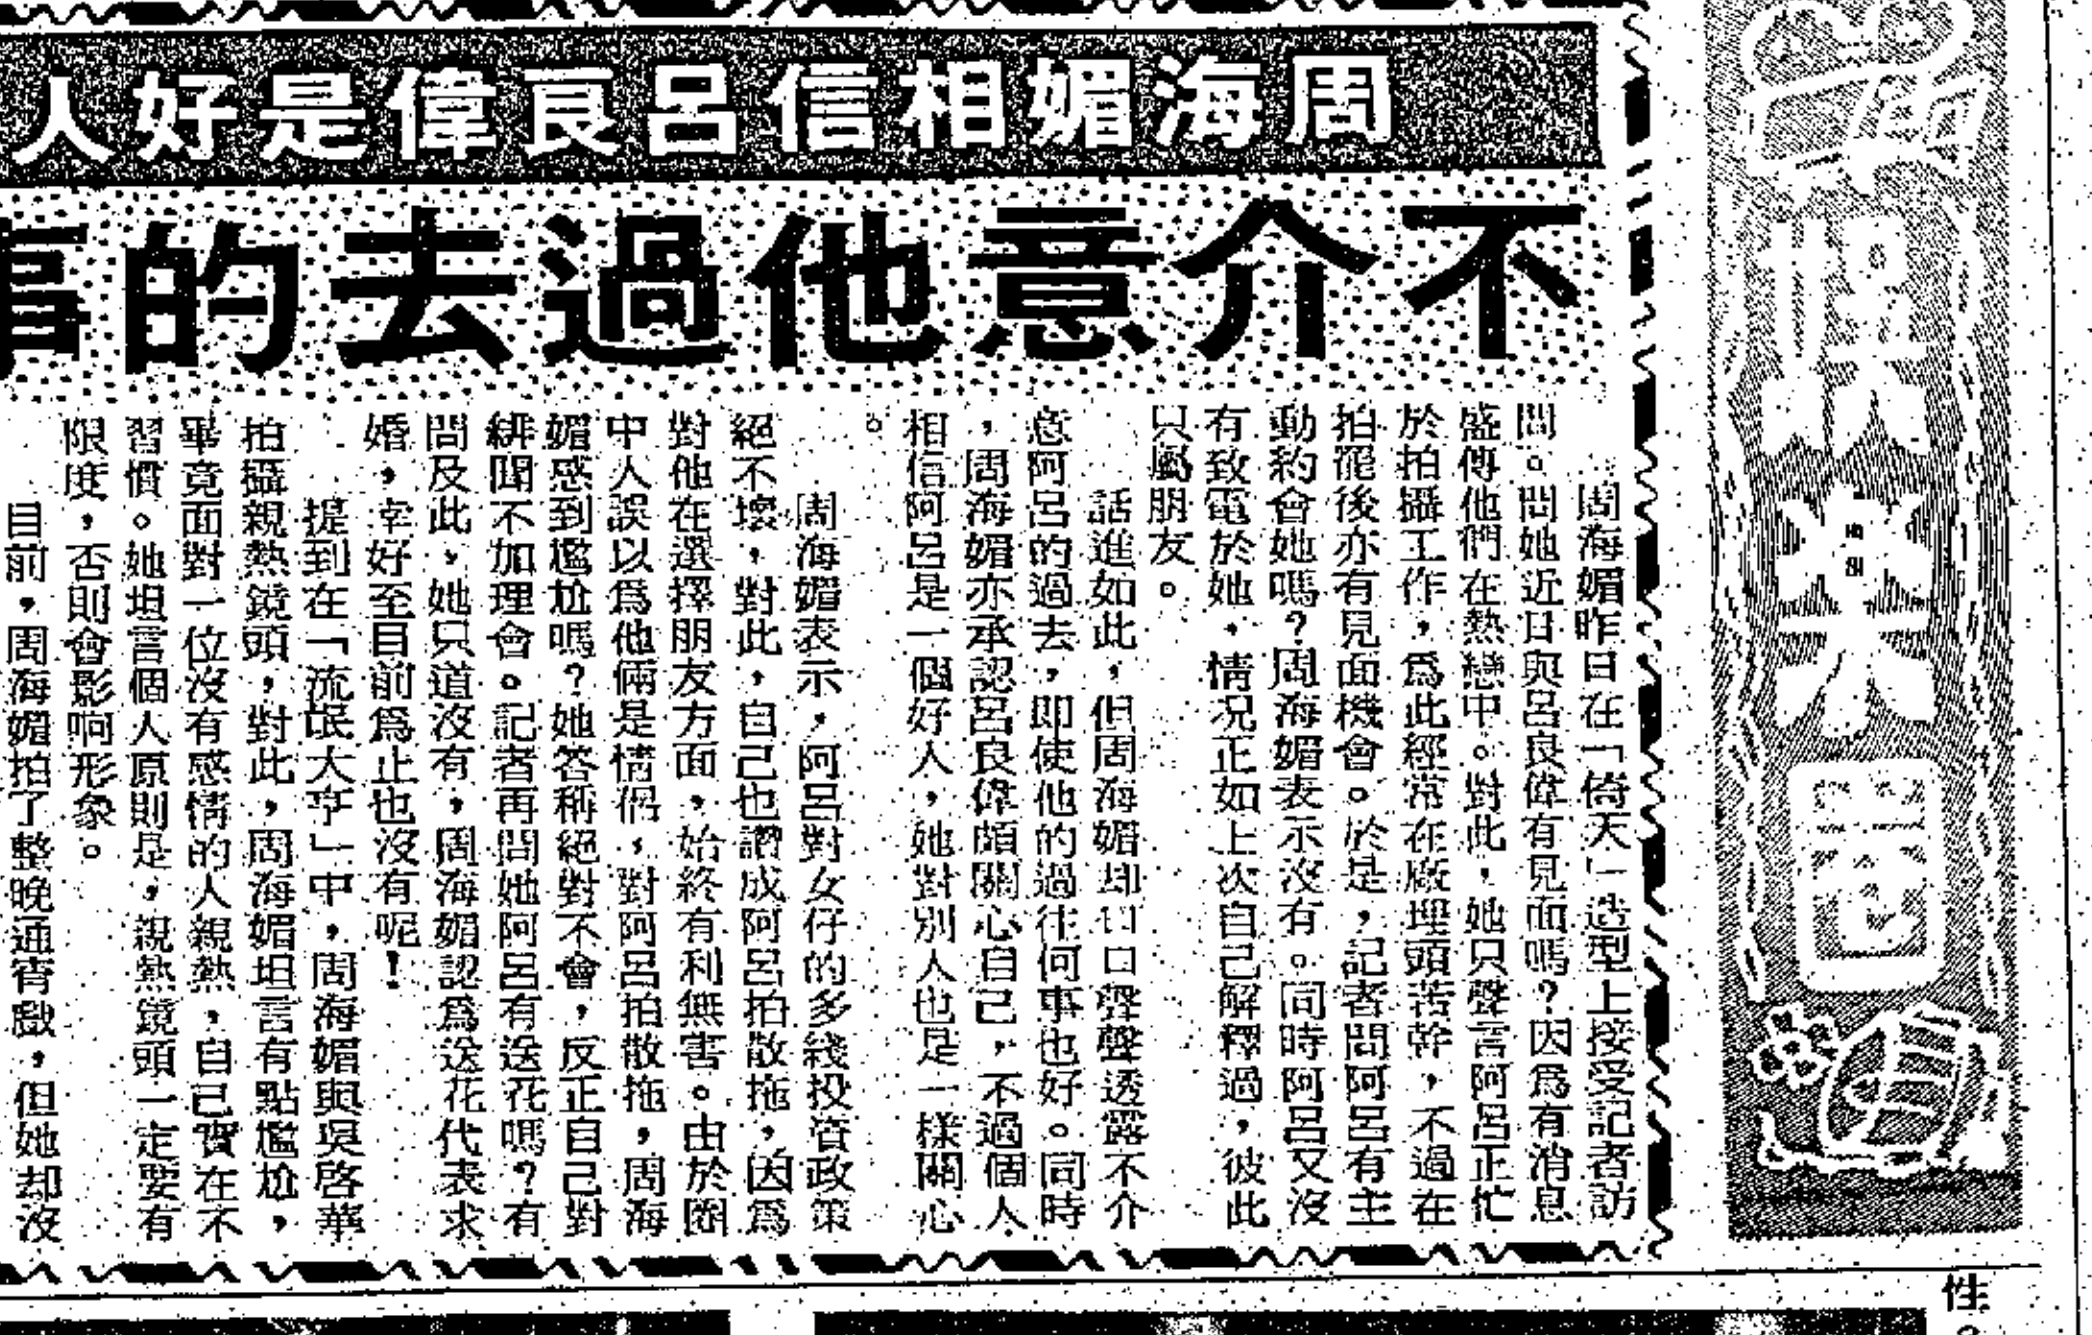 娛樂圈
周海媚相信呂良偉是好人
不介意他過去的事
周海媚昨日在「倚天」造型上接受記者訪
問。問她近日與呂良偉有見面嗎?因爲有消息
盛傳他們在熱戀中。對此,她只聲言阿呂正忙
於拍攝工作,爲此經常在廠埋頭苦幹,不過在
拍罷後亦有見面機會。於是,記者問阿呂有主
動約會她嗎?周海媚表示沒有。同時阿呂又沒
有致電於她,情况正如上次自己解釋過,彼此
只屬朋友。
話進如此,但周海媚却口口聲聲透露不介
意阿呂的過去,即使他的過往何事也好。同時
,周海媚亦承認呂良偉頗關心自己,不過個人
相信阿呂是一個好人,她對別人也是一樣關心
。
周海媚表示,阿呂對女仔的多綫投資政策
絕不壞,對此,自己也讚成阿呂拍散拖,因爲
對他在選擇朋友方面,始終有利無害。由於圈
中人誤以爲他倆是情侶,對阿呂拍散拖,周海
媚感到尷尬嗎?她答稱絕對不會,反正自己對
緋聞不加理會。記者再問她阿呂有送花嗎?有
問及此,她只道沒有,周海媚認爲送花代表求
婚,幸好至目前爲止也沒有呢!
提到在「流氓大亨」中,周海媚與吳啓華
拍攝親熱鏡頭,對此,周海媚坦言有點尷尬,
畢竟面對一位沒有感情的人親熱,自己實在不
習慣。她坦言個人原則是,親熱鏡頭一定要有
限度,否則會影响形象。
目前,周海媚拍了整晚通宵戲,但她却沒
性